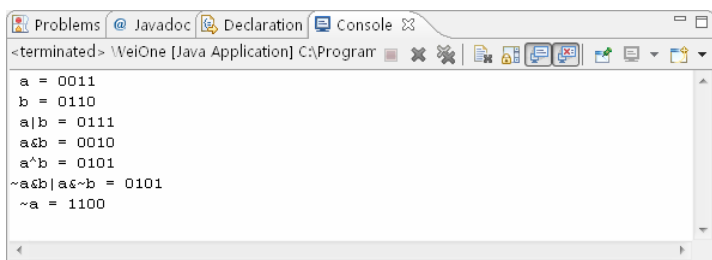 Problems @ Javadoc Declaration Console
<terminated> WeiOne [Java Application] C:\Program
a = 0011
b = 0110
a|b = 0111
a&b = 0010
a^b = 0101
~a&b|a&~b = 0101
~a = 1100